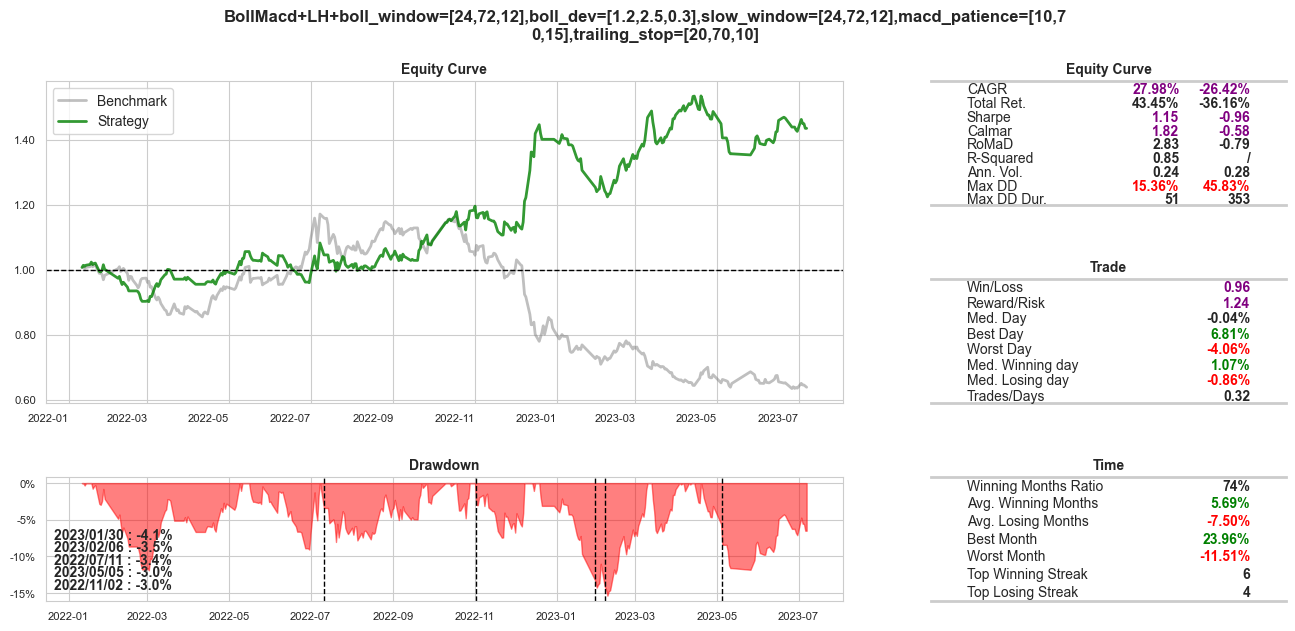 BollMacd+LH+boll_window=[24,72,12],boll_dev=[1.2,2.5,0.3],slow_window=[24,72,12],macd_patience=[10,7
0,15],trailing_stop=[20,70,10]
Equity Curve
Benchmark
Strategy
1.40
1.20
1.00
0.80
0.60
2022-01 2022-03 2022-05 2022-07 2022-09 2022-11 2023-01 2023-03 2023-05 2023-07
Equity Curve
CAGR 27.98% -26.42%
Total Ret. 43.45% -36.16%
Sharpe 1.15 -0.96
Calmar 1.82 -0.58
RoMaD 2.83 -0.79
R-Squared 0.85 /
Ann. Vol. 0.24 0.28
Max DD 15.36% 45.83%
Max DD Dur. 51 353
Trade
Win/Loss 0.96
Reward/Risk 1.24
Med. Day -0.04%
Best Day 6.81%
Worst Day -4.06%
Med. Winning day 1.07%
Med. Losing day -0.86%
Trades/Days 0.32
Drawdown
0%
-5%
-10%
-15%
2023/01/30 : -4.1%
2023/02/06 : -3.5%
2022/07/11 : -3.4%
2023/05/05 : -3.0%
2022/11/02 : -3.0%
2022-01 2022-03 2022-05 2022-07 2022-09 2022-11 2023-01 2023-03 2023-05 2023-07
Time
Winning Months Ratio 74%
Avg. Winning Months 5.69%
Avg. Losing Months -7.50%
Best Month 23.96%
Worst Month -11.51%
Top Winning Streak 6
Top Losing Streak 4